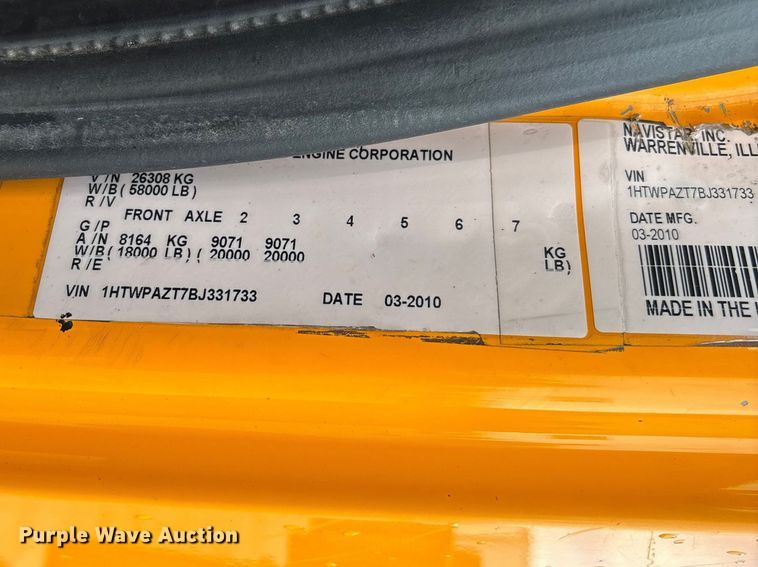 ENGINE CORPORATION
V/N 26308 KG
W/B ( 58000 LB)
R/V
FRONT AXLE 2 3 4 5 6 7
G/P
A/N 8164 KG 9071 9071 KG
W/B ( 18000 LB) ( 20000 20000 LB)
R/E
VIN 1HTWPAZT7BJ331733 DATE 03-2010
NAVISTAR, INC.
WARRENVILLE, ILL
VIN
1HTWPAZT7BJ331733
DATE MFG.
03-2010
MADE IN THE
Purple Wave Auction